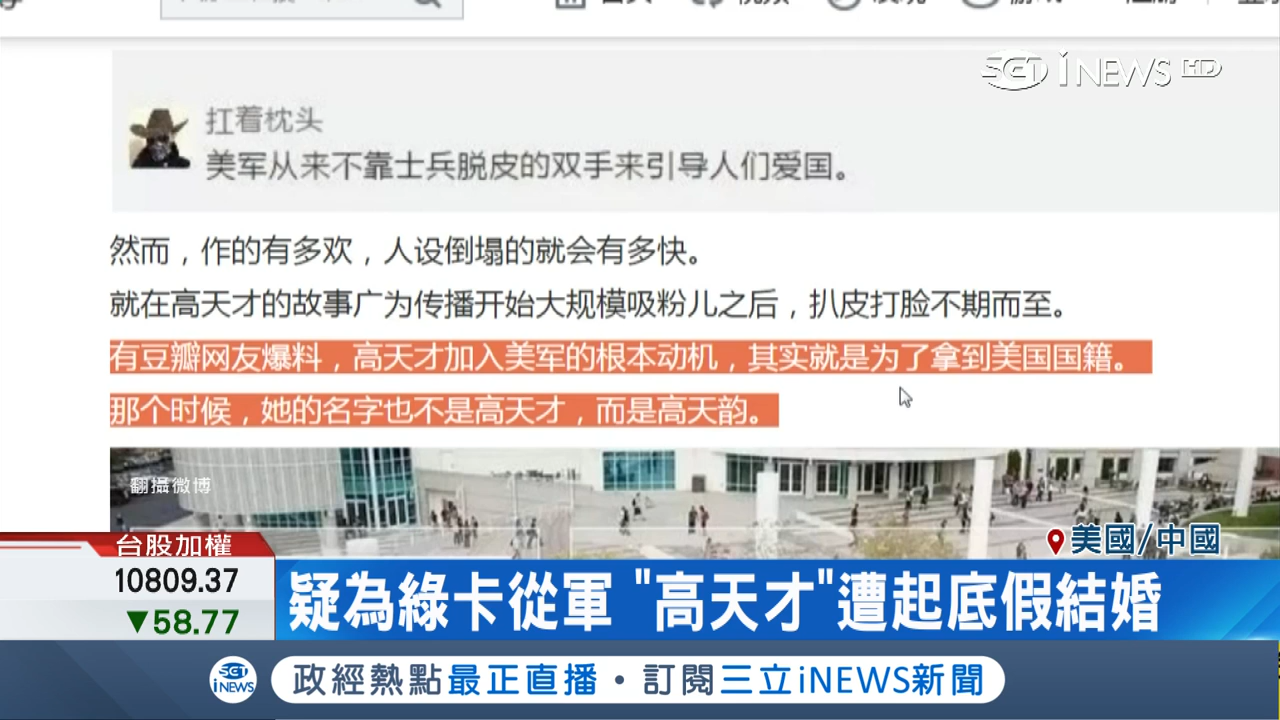 SET iNEWS HD
扛着枕头
美军从来不靠士兵脱皮的双手来引导人们爱国。
然而，作的有多欢，人设倒塌的就会有多快。
就在高天才的故事广为传播开始大规模吸粉儿之后，扒皮打脸不期而至。
有豆瓣网友爆料，高天才加入美军的根本动机，其实就是为了拿到美国国籍。
那个时候，她的名字也不是高天才，而是高天韵。
翻攝微博
美國/中國
台股加權
10809.37
▼58.77
疑為綠卡從軍 "高天才"遭起底假結婚
SET iNEWS
政經熱點最正直播・訂閱三立iNEWS新聞